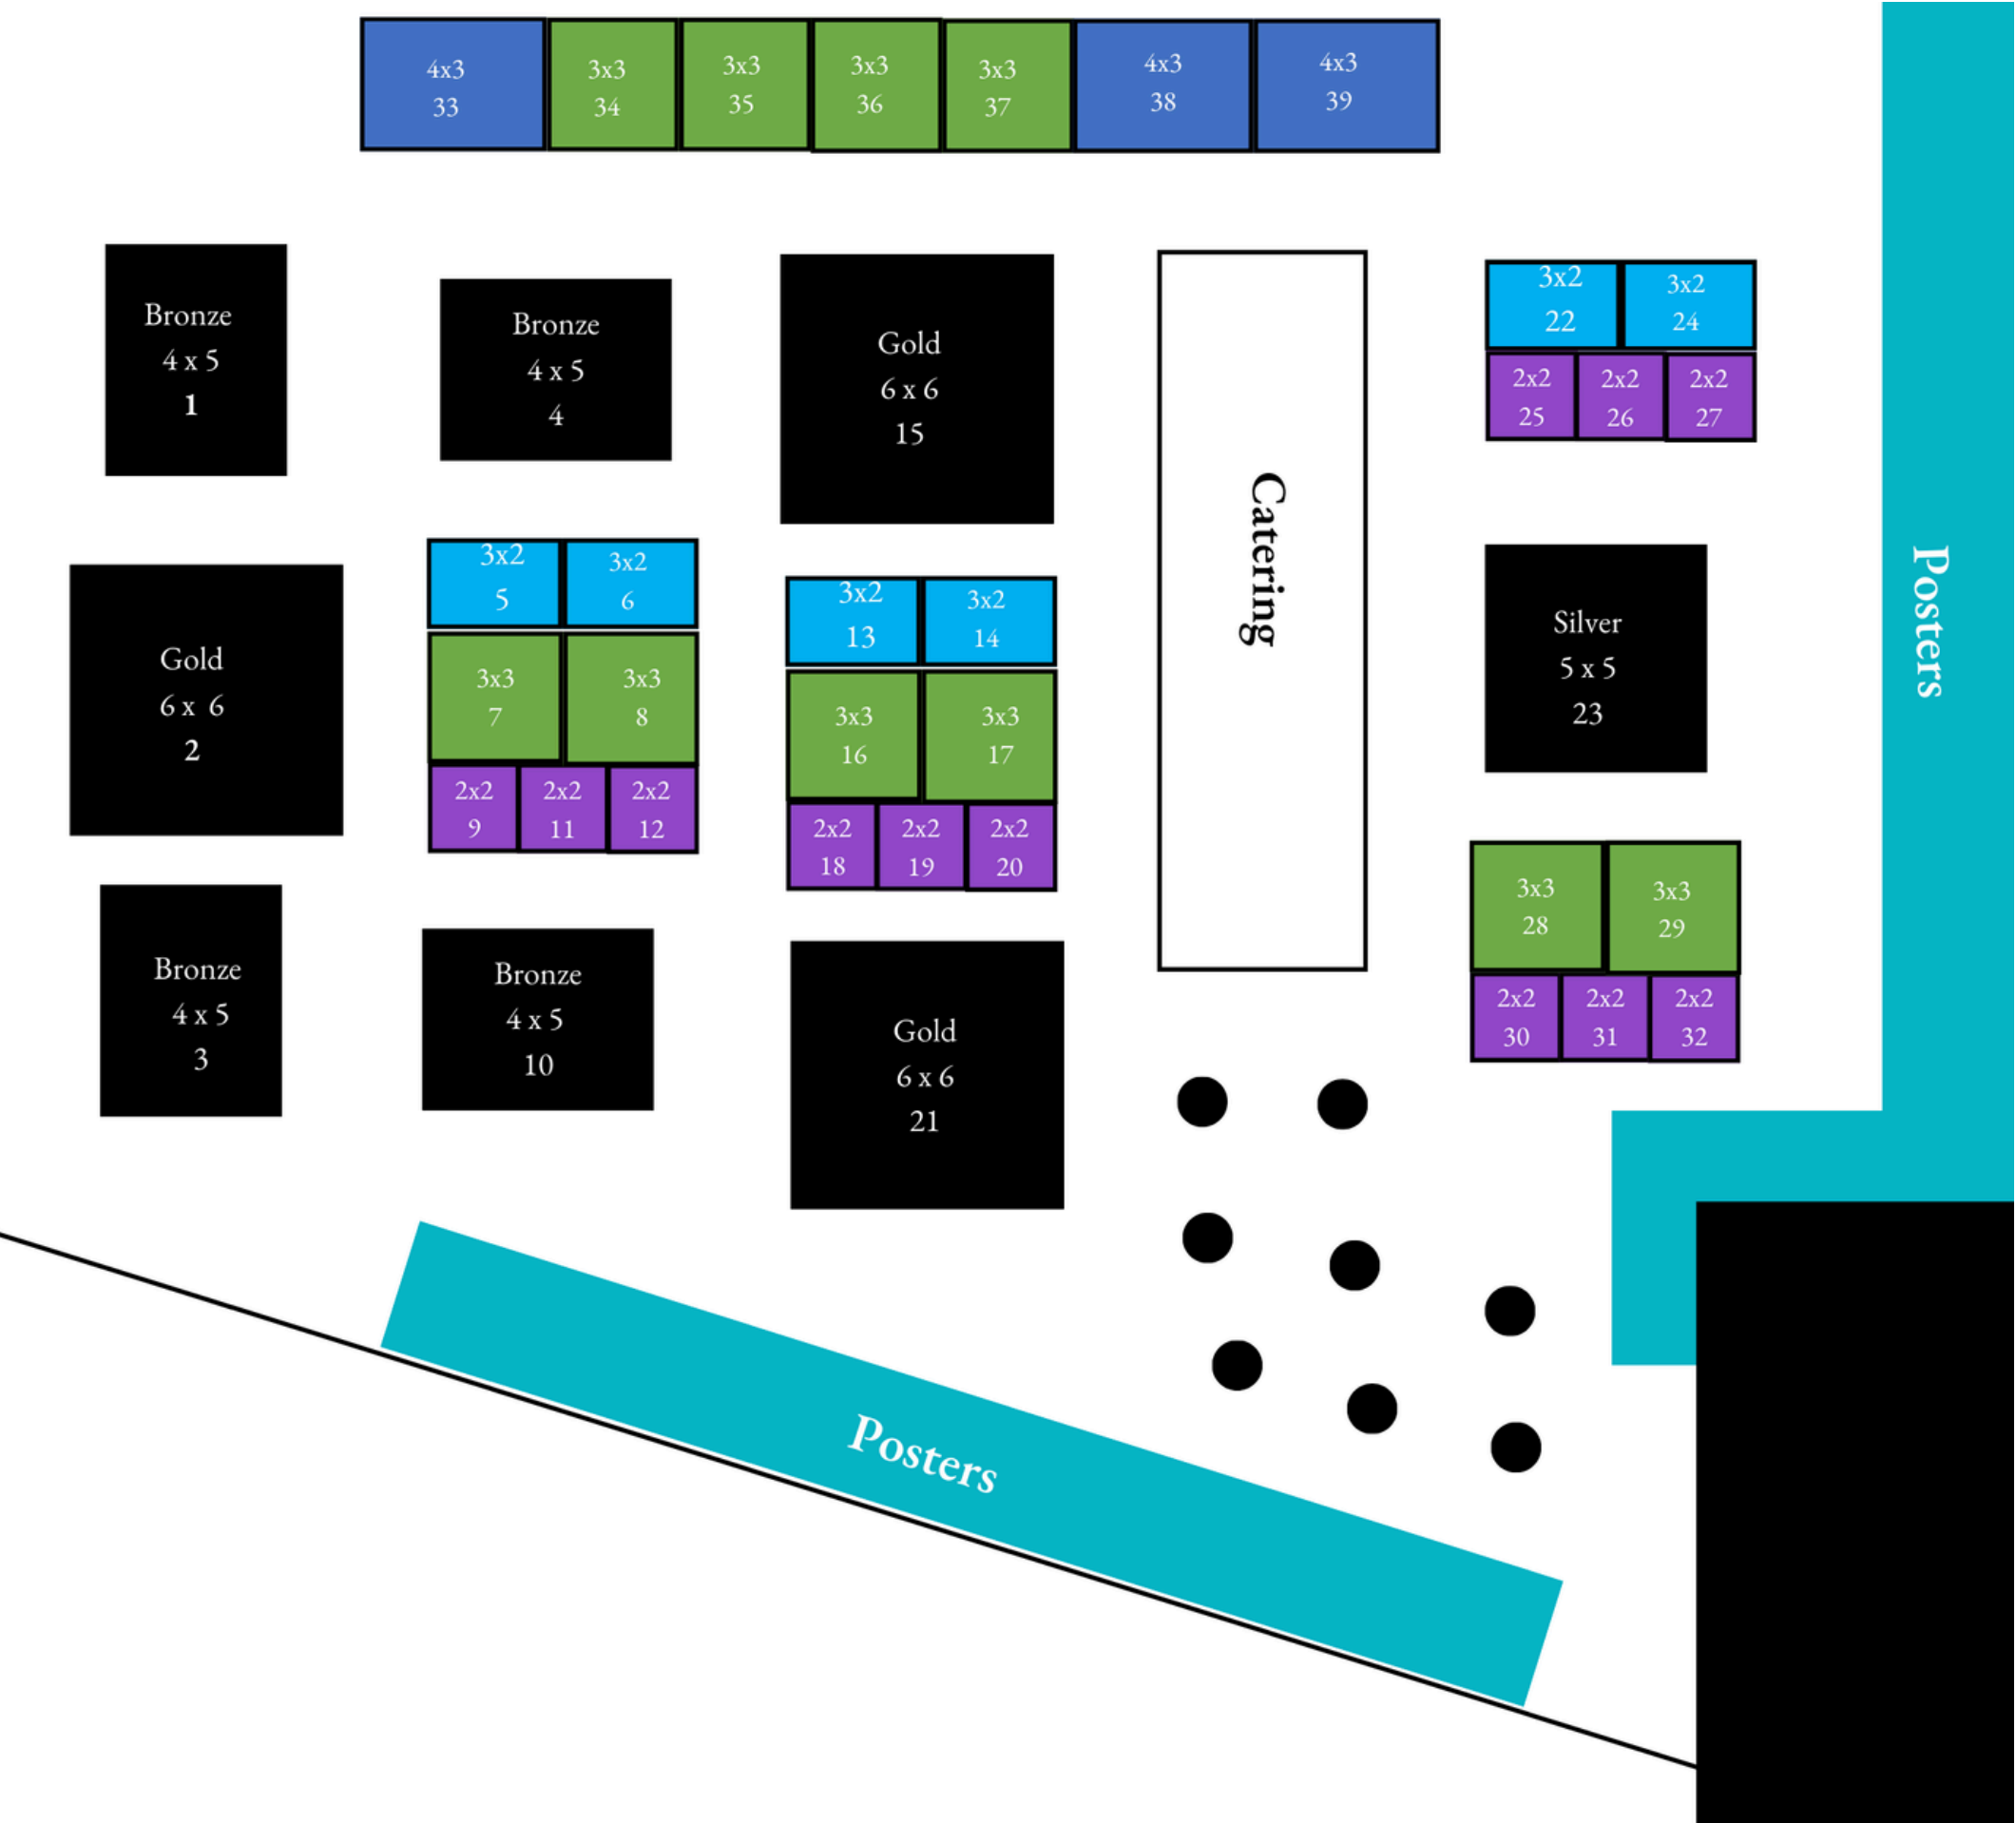 4x3
33
3x3
34
3x3
35
3x3
36
3x3
37
4x3
38
4x3
39
Bronze
4 x 5
1
Bronze
4 x 5
4
Gold
6 x 6
15
Catering
3x2
22
3x2
24
2x2
25
2x2
26
2x2
27
Posters
Gold
6 x 6
2
3x2
5
3x2
6
3x3
7
3x3
8
2x2
9
2x2
11
2x2
12
3x2
13
3x2
14
3x3
16
3x3
17
2x2
18
2x2
19
2x2
20
Silver
5 x 5
23
3x3
28
3x3
29
2x2
30
2x2
31
2x2
32
Bronze
4 x 5
3
Bronze
4 x 5
10
Gold
6 x 6
21
Posters